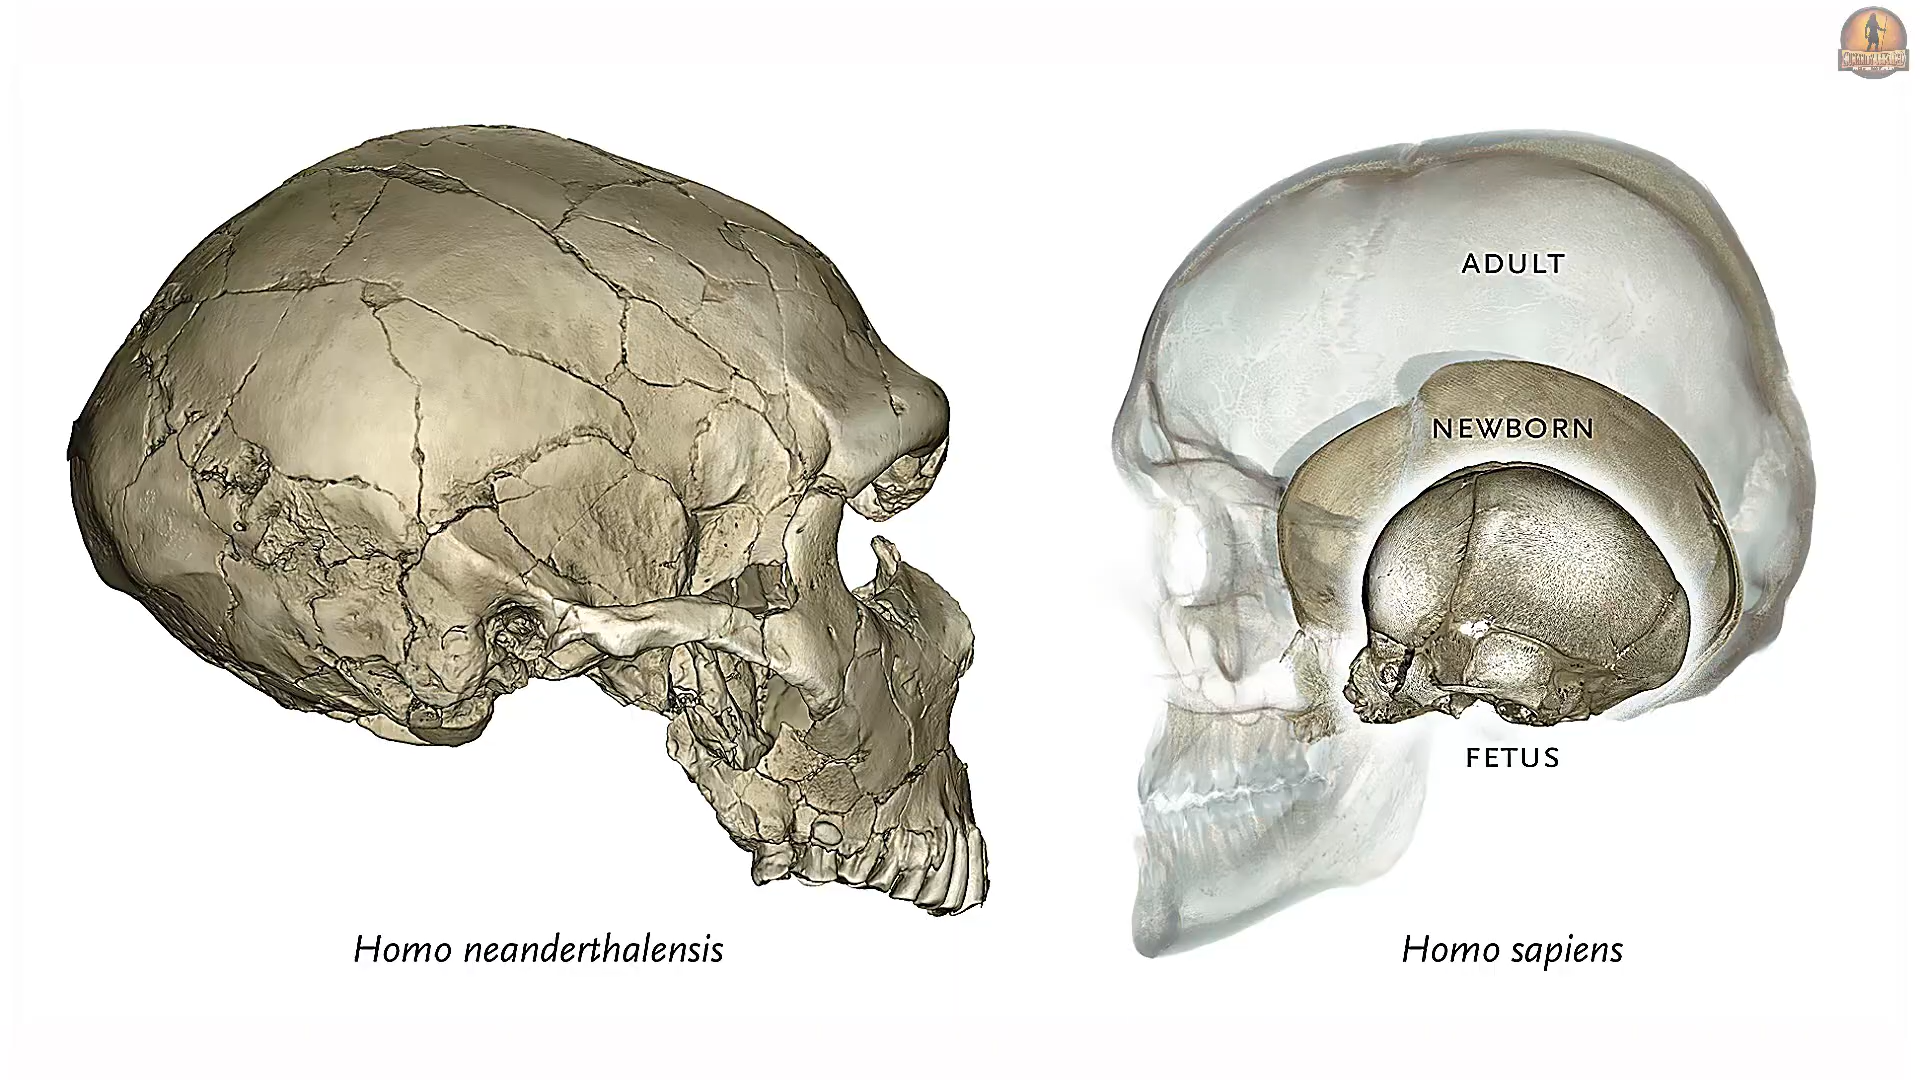 ADULT
NEWBORN
FETUS
Homo neanderthalensis
Homo sapiens